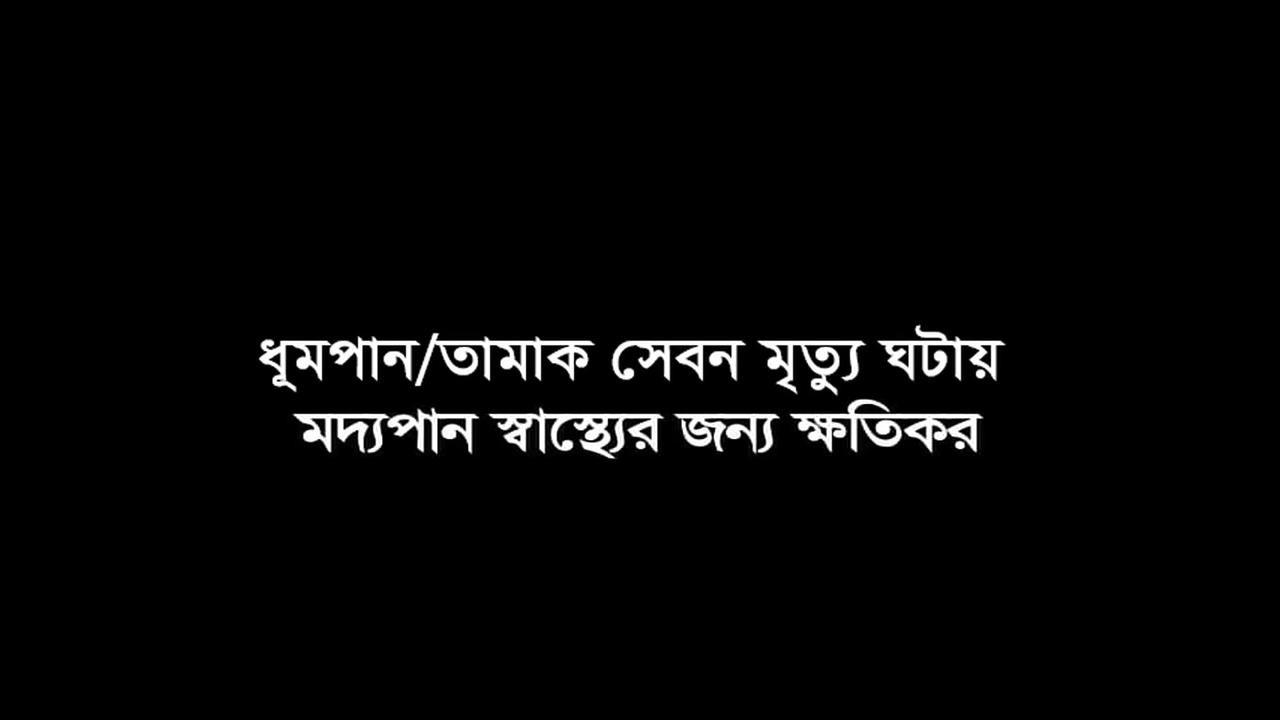 ধূমপান/তামাক সেবন মৃত্যু ঘটায়
মদ্যপান স্বাস্থ্যের জন্য ক্ষতিকর